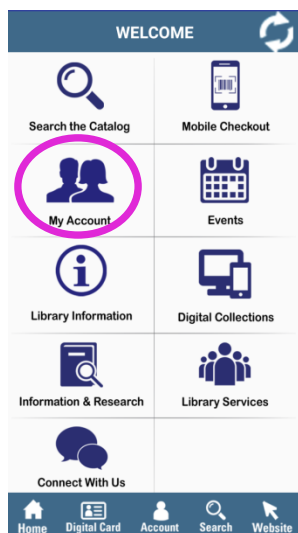 WELCOME
Search the Catalog
Mobile Checkout
My Account
Events
Library Information
Digital Collections
Information & Research
Library Services
Connect With Us
Home
Digital Card
Account
Search
Website